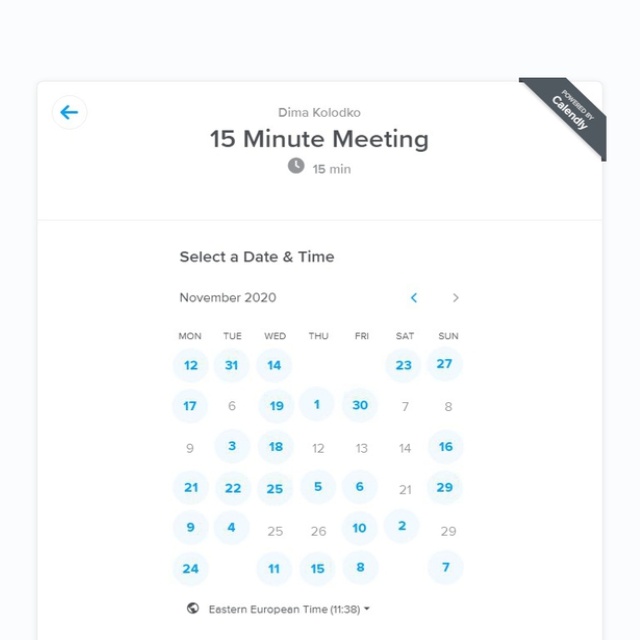 POWERED BY
Calendly
Dima Kolodko
15 Minute Meeting
15 min
Select a Date & Time
November 2020
MON TUE WED THU FRI SAT SUN
12 31 14 23 27
17 6 19 1 30 7 8
9 3 18 12 13 14 16
21 22 25 5 6 21 29
9 4 25 26 10 2 29
24 11 15 8 7
Eastern European Time (11:38)